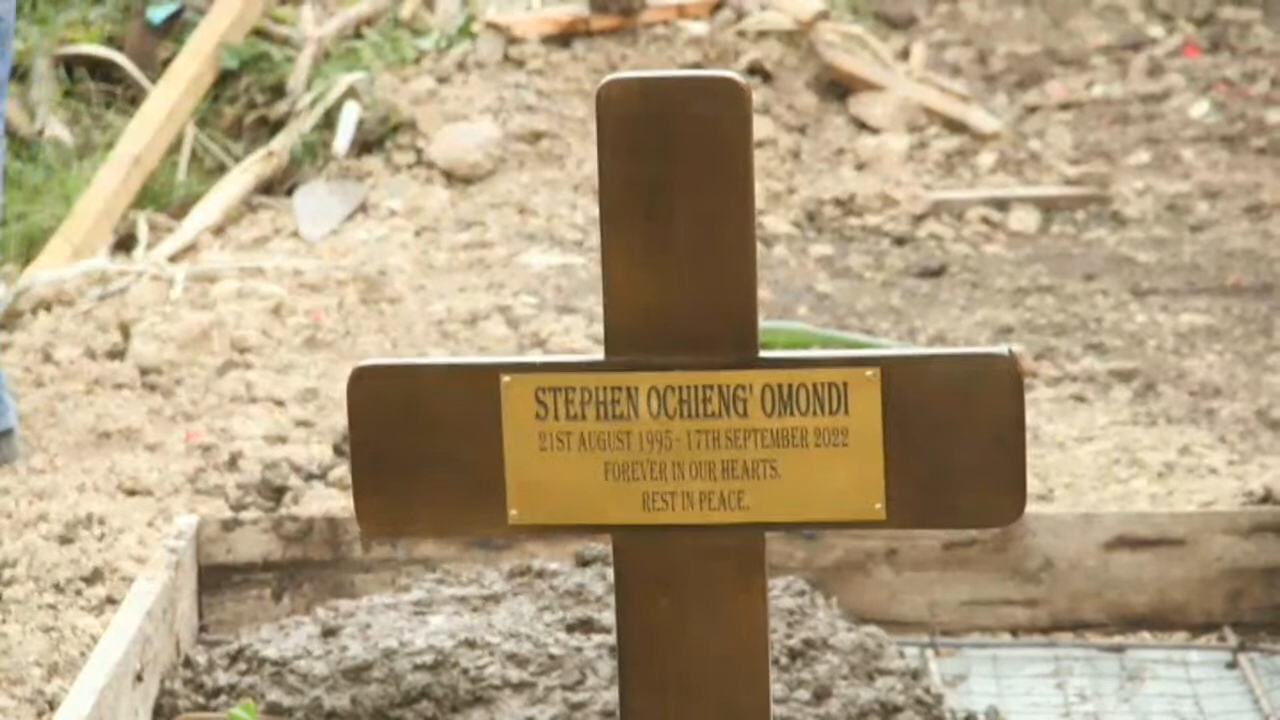 STEPHEN OCHIENG' OMONDI
21ST AUGUST 1995 - 17TH SEPTEMBER 2022
FOREVER IN OUR HEARTS.
REST IN PEACE.